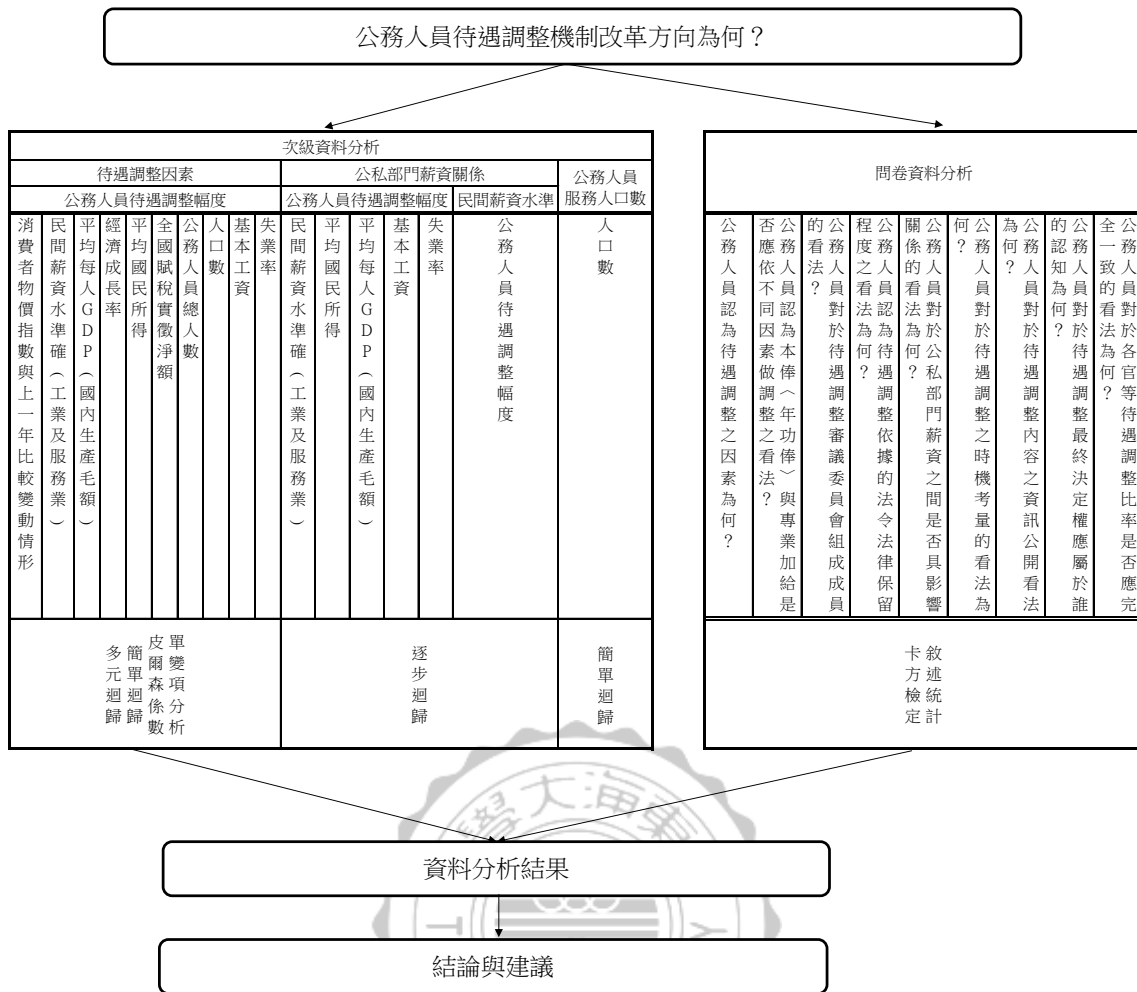 公務人員待遇調整機制改革方向為何？
次級資料分析
待遇調整因素
公私部門薪資關係
公務人員
服務人口數
公務人員待遇調整幅度
公務人員待遇調整幅度
民間薪資水準
消費者物價指數與上一年比較變動情形
民間薪資水準確（工業及服務業）
平均每人GDP（國內生產毛額）
經濟成長率
平均國民所得
全國賦稅實徵淨額
公務人員總人數
人口數
基本工資
失業率
民間薪資水準確（工業及服務業）
平均國民所得
平均每人GDP（國內生產毛額）
基本工資
失業率
公務人員待遇調整幅度
人口數
單變項分析
皮爾森係數
簡單迴歸
多元迴歸
逐步迴歸
簡單迴歸
問卷資料分析
公務人員認為待遇調整之因素為何？
公務人員認為本俸（年功俸）與專業加給是
否應依不同因素做調整之看法？
公務人員對於待遇調整審議委員會組成成員
的看法？
公務人員認為待遇調整依據的法令法律保留
程度之看法為何？
公務人員對於公私部門薪資之間是否具影響
關係的看法為何？
公務人員對於待遇調整之時機考量的看法為
何？
公務人員對於待遇調整內容之資訊公開看法
為何？
公務人員對於待遇調整最終決定權應屬於誰
的認知為何？
公務人員對於各官等待遇調整比率是否應完
全一致的看法為何？
敘述統計
卡方檢定
學大海東
資料分析結果
結論與建議